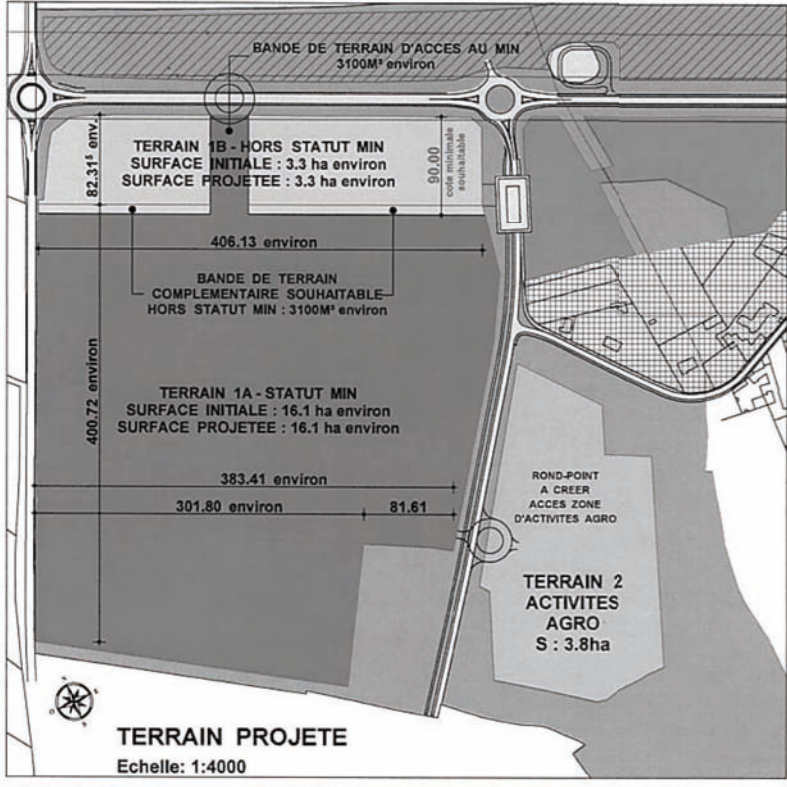 BANDE DE TERRAIN D'ACCES AU MIN
3100M² environ
TERRAIN 1B - HORS STATUT MIN
SURFACE INITIALE : 3.3 ha environ
SURFACE PROJETEE : 3.3 ha environ
82.31⁵ env.
90.00
cote minimale
souhaitable
406.13 environ
BANDE DE TERRAIN
COMPLEMENTAIRE SOUHAITABLE
HORS STATUT MIN : 3100M² environ
400.72 environ
TERRAIN 1A - STATUT MIN
SURFACE INITIALE : 16.1 ha environ
SURFACE PROJETEE : 16.1 ha environ
383.41 environ
301.80 environ
81.61
ROND-POINT
A CREER
ACCES ZONE
D'ACTIVITES AGRO
TERRAIN 2
ACTIVITES
AGRO
S : 3.8ha
TERRAIN PROJETE
Echelle: 1:4000